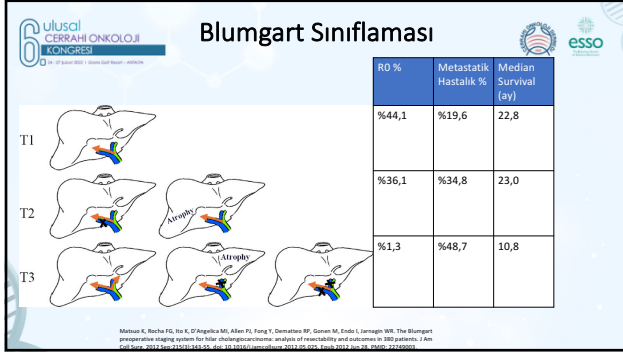 ulusal
CERRAHİ ONKOLOJİ
KONGRESİ
Blumgart Sınıflaması
esso
R0 %
Metastatik Hastalık %
Median Survival (ay)
T1
%44,1
%19,6
22,8
T2
Atrophy
%36,1
%34,8
23,0
T3
Atrophy
%1,3
%48,7
10,8
Matsuo K, Rocha FG, Ito K, D'Angelica MI, Allen PJ, Fong Y, Dematteo RP, Gonen M, Endo I, Jarnagin WR. The Blumgart
preoperative staging system for hilar cholangiocarcinoma: analysis of resectability and outcomes in 380 patients. J Am
Coll Surg. 2012 Sep;215(3):343-55. doi: 10.1016/j.jamcollsurg.2012.05.025. Epub 2012 Jun 28. PMID: 22749003.